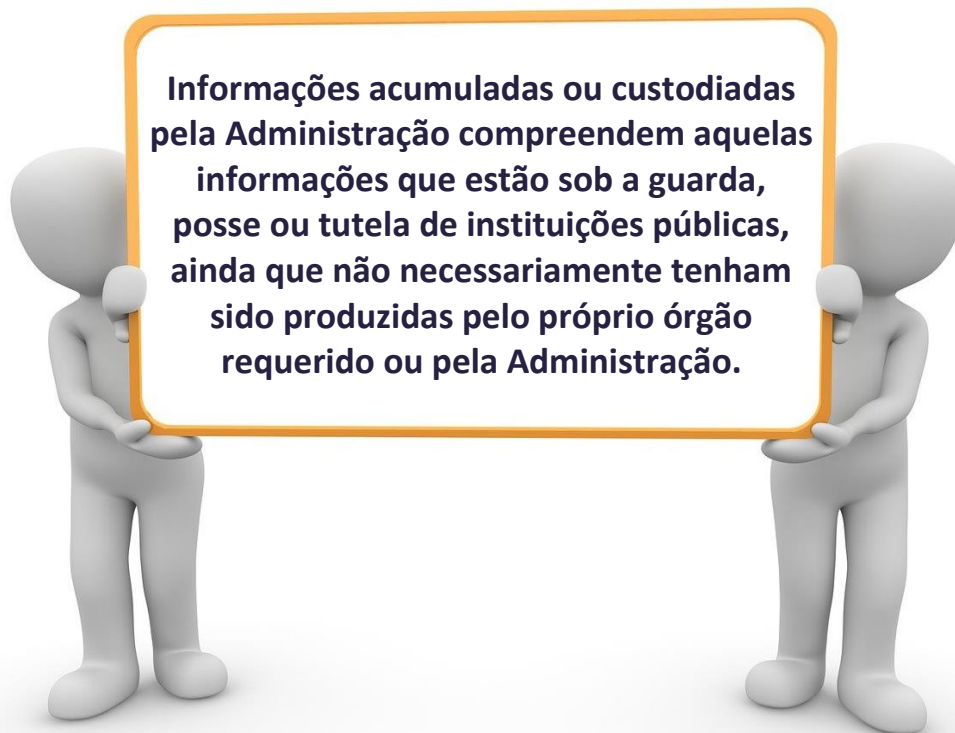 Informações acumuladas ou custodiadas
pela Administração compreendem aquelas
informações que estão sob a guarda,
posse ou tutela de instituições públicas,
ainda que não necessariamente tenham
sido produzidas pelo próprio órgão
requerido ou pela Administração.